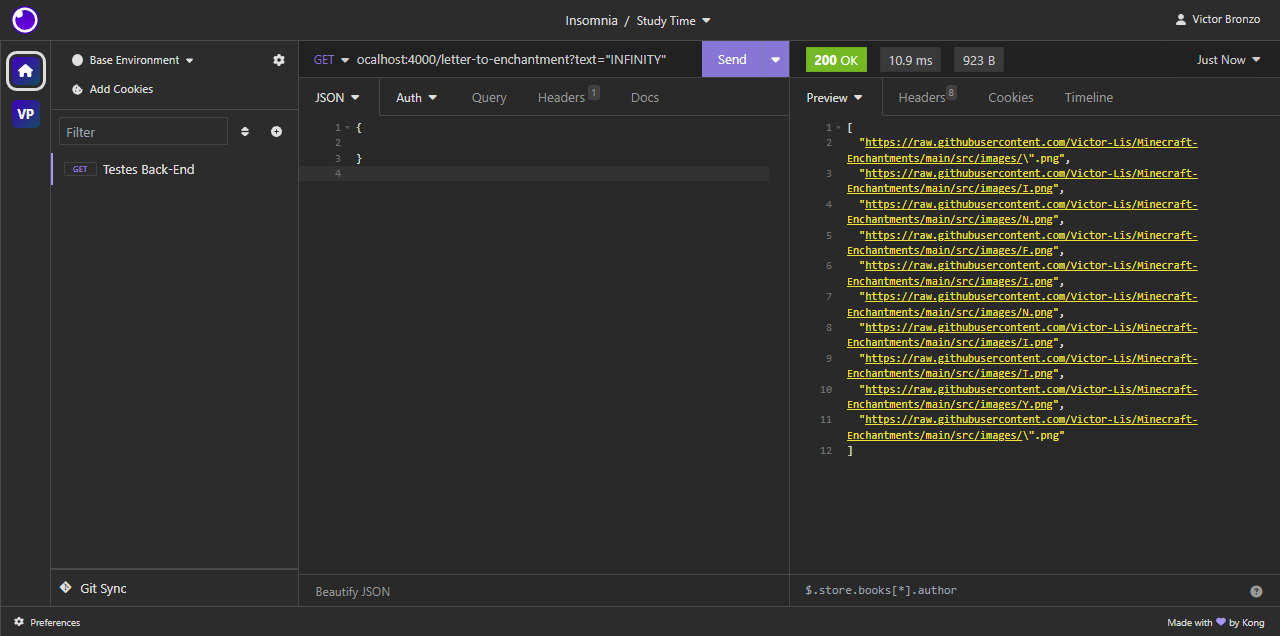 Insomnia / Study Time
Victor Bronzo
VP
Base Environment
Add Cookies
Filter
GET Testes Back-End
Git Sync
Preferences
GET ocalhost:4000/letter-to-enchantment?text="INFINITY" Send
JSON Auth Query Headers 1 Docs
1 {
2
3 }
4
Beautify JSON
200 OK 10.9 ms 923 B Just Now
Preview Headers 8 Cookies Timeline
1 [
2 "https://raw.githubusercontent.com/Victor-Lis/Minecraft-
Enchantments/main/src/images/\".png",
3 "https://raw.githubusercontent.com/Victor-Lis/Minecraft-
Enchantments/main/src/images/I.png",
4 "https://raw.githubusercontent.com/Victor-Lis/Minecraft-
Enchantments/main/src/images/N.png",
5 "https://raw.githubusercontent.com/Victor-Lis/Minecraft-
Enchantments/main/src/images/F.png",
6 "https://raw.githubusercontent.com/Victor-Lis/Minecraft-
Enchantments/main/src/images/I.png",
7 "https://raw.githubusercontent.com/Victor-Lis/Minecraft-
Enchantments/main/src/images/N.png",
8 "https://raw.githubusercontent.com/Victor-Lis/Minecraft-
Enchantments/main/src/images/I.png",
9 "https://raw.githubusercontent.com/Victor-Lis/Minecraft-
Enchantments/main/src/images/T.png",
10 "https://raw.githubusercontent.com/Victor-Lis/Minecraft-
Enchantments/main/src/images/Y.png",
11 "https://raw.githubusercontent.com/Victor-Lis/Minecraft-
Enchantments/main/src/images/\".png"
12 ]
$.store.books[*].author
Made with 💜 by Kong